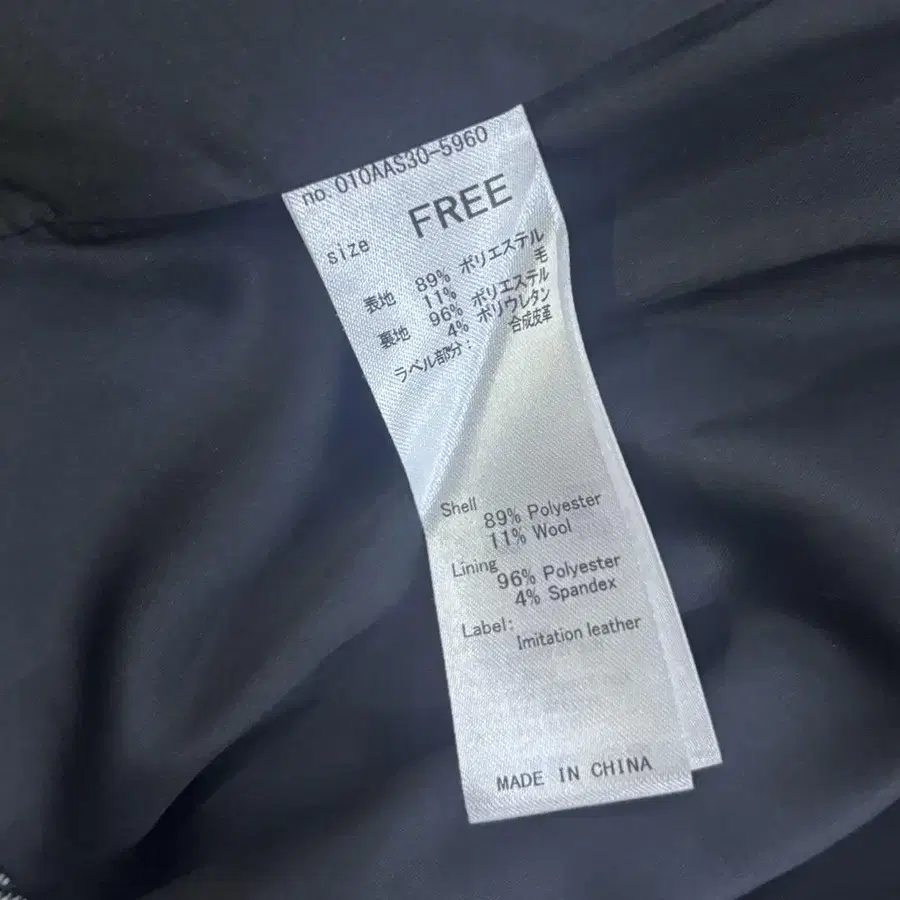 no. 010AAS30-5960
size FREE
表地 89% ポリエステル
11% 毛
裏地 96% ポリエステル
4% ポリウレタン
ラベル部分: 合成皮革
Shell
89% Polyester
11% Wool
Lining
96% Polyester
4% Spandex
Label:
Imitation leather
MADE IN CHINA